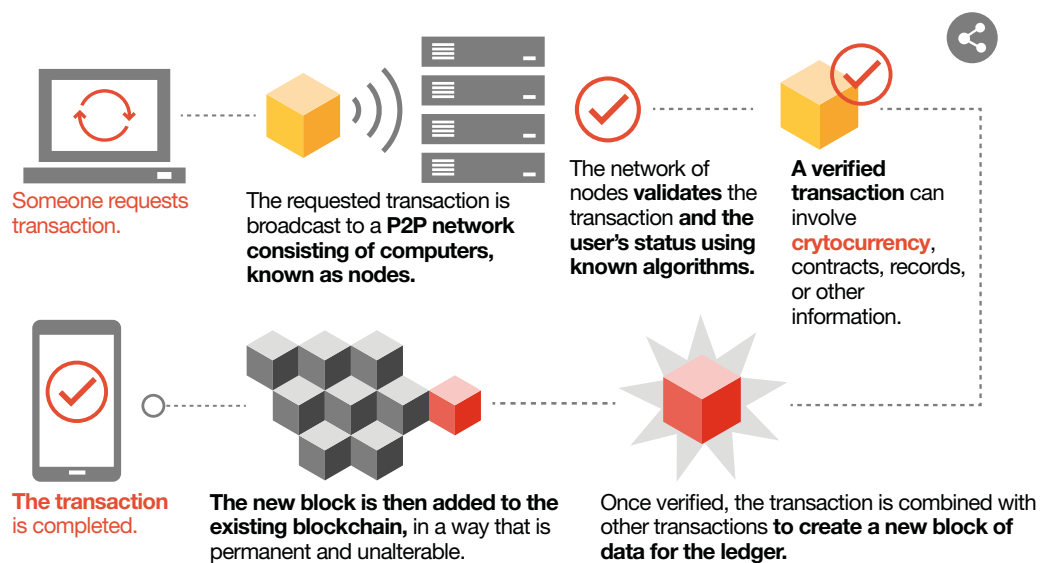 Someone requests
transaction.
The requested transaction is
broadcast to a P2P network
consisting of computers,
known as nodes.
The network of
nodes validates the
transaction and the
user's status using
known algorithms.
A verified
transaction can
involve
crytocurrency,
contracts, records,
or other
information.
Once verified, the transaction is combined with
other transactions to create a new block of
data for the ledger.
The new block is then added to the
existing blockchain, in a way that is
permanent and unalterable.
The transaction
is completed.